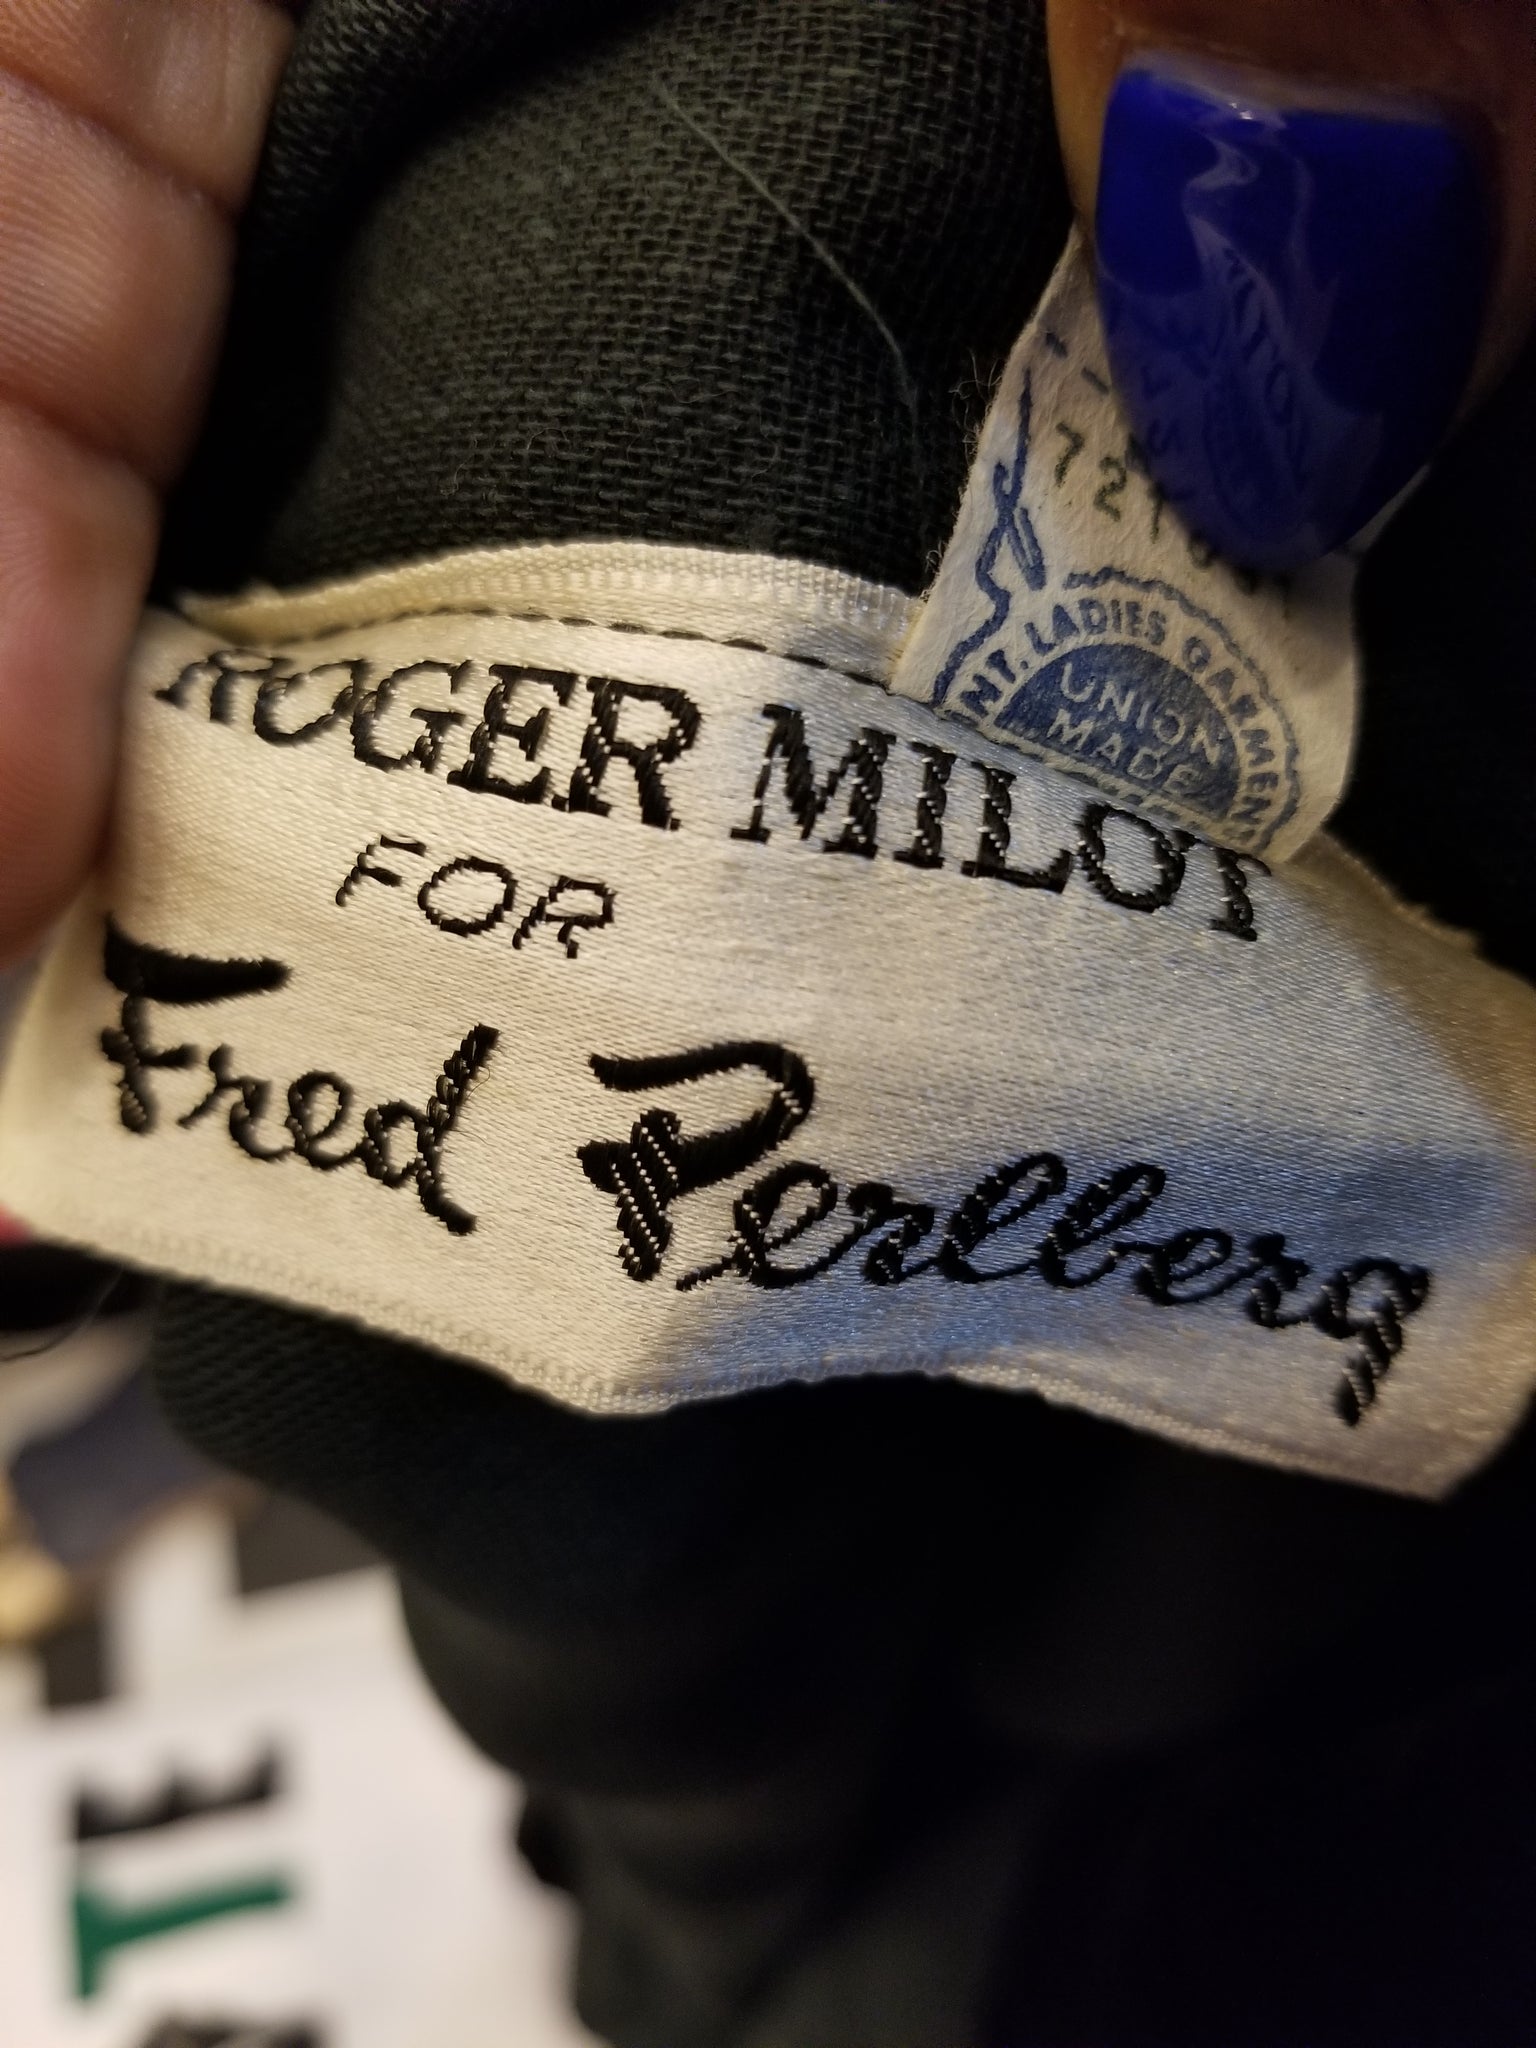 INT. LADIES GARMENT
UNION
MADE
ROGER MILOT
FOR
Fred Perlberg